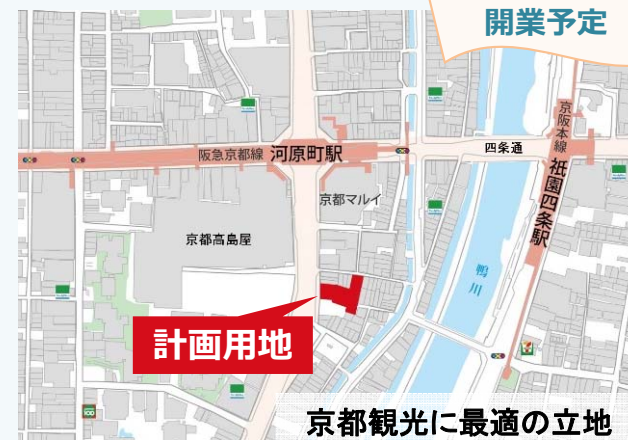 開業予定
京阪本線
阪急京都線 河原町駅
四条通
祇園四条駅
京都マルイ
京都高島屋
鴨川
計画用地
京都観光に最適の立地